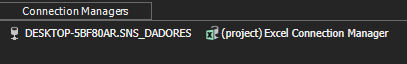 Connection Managers
DESKTOP-5BF80AR.SNS_DADORES (project) Excel Connection Manager